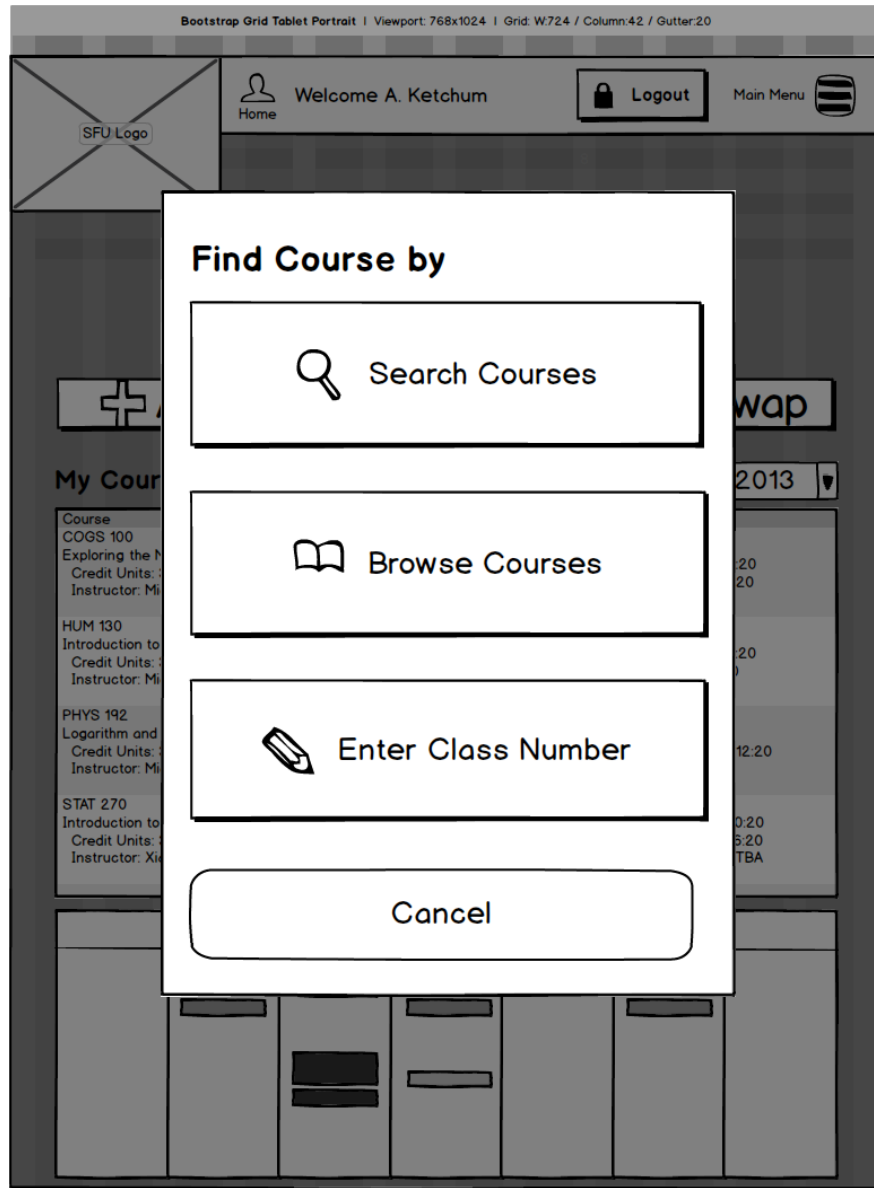 Bootstrap Grid Tablet Portrait | Viewport: 768x1024 | Grid: W:724 / Column:42 / Gutter:20
SFU Logo
Home
Welcome A. Ketchum
Logout
Main Menu
Find Course by
Search Courses
Browse Courses
Enter Class Number
Cancel
wap
My Cour
2013
Course
COGS 100
Exploring the
Credit Units:
Instructor: Mi
:20
20
HUM 130
Introduction to
Credit Units:
Instructor: Mi
:20
PHYS 192
Logarithm and
Credit Units:
Instructor: Mi
12:20
STAT 270
Introduction to
Credit Units:
Instructor: Xi
0:20
:20
TBA